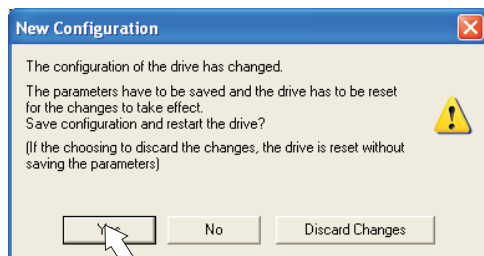 New Configuration
The configuration of the drive has changed.
The parameters have to be saved and the drive has to be reset
for the changes to take effect.
Save configuration and restart the drive?
(If the choosing to discard the changes, the drive is reset without
saving the parameters)
Yes No Discard Changes